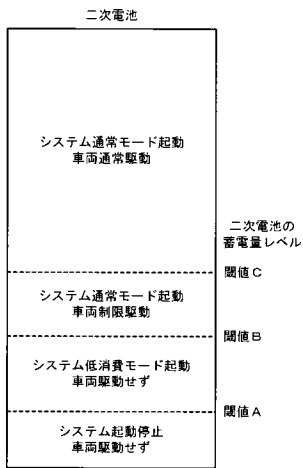 二次電池
システム通常モード起動
車両通常駆動
二次電池の
蓄電量レベル
閾値C
システム通常モード起動
車両制限駆動
閾値B
システム低消費モード起動
車両駆動せず
閾値A
システム起動停止
車両駆動せず